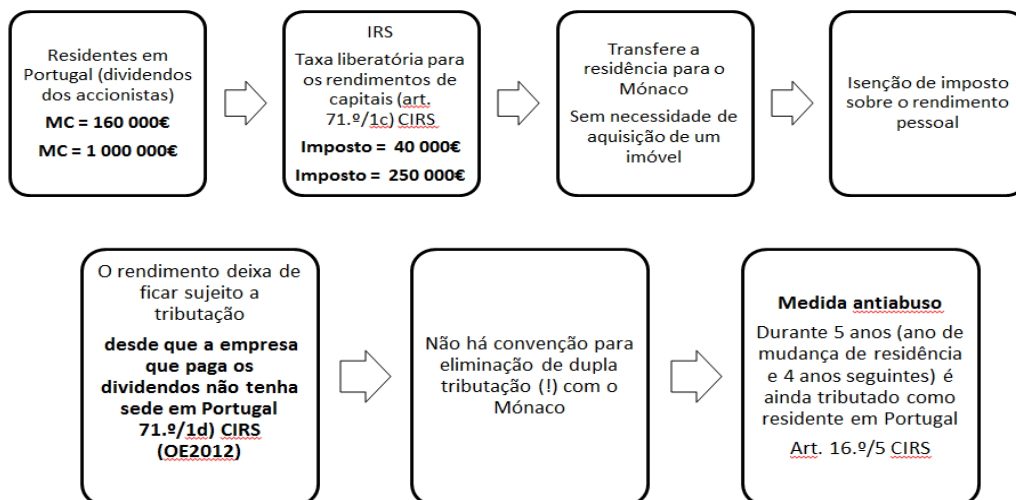 Residentes em
Portugal (dividendos
dos accionistas)
MC = 160 000€
MC = 1 000 000€
IRS
Taxa liberatória para
os rendimentos de
capitais (art.
71.º/1c) CIRS
Imposto = 40 000€
Imposto = 250 000€
Transfere a
residência para o
Mónaco
Sem necessidade de
aquisição de um
imóvel
Isenção de imposto
sobre o rendimento
pessoal
O rendimento deixa de
ficar sujeito a
tributação
desde que a empresa
que paga os
dividendos não tenha
sede em Portugal
71.º/1d) CIRS
(OE2012)
Não há convenção para
eliminação de dupla
tributação (!) com o
Mónaco
Medida antiabuso
Durante 5 anos (ano de
mudança de residência
e 4 anos seguintes) é
ainda tributado como
residente em Portugal
Art. 16.º/5 CIRS